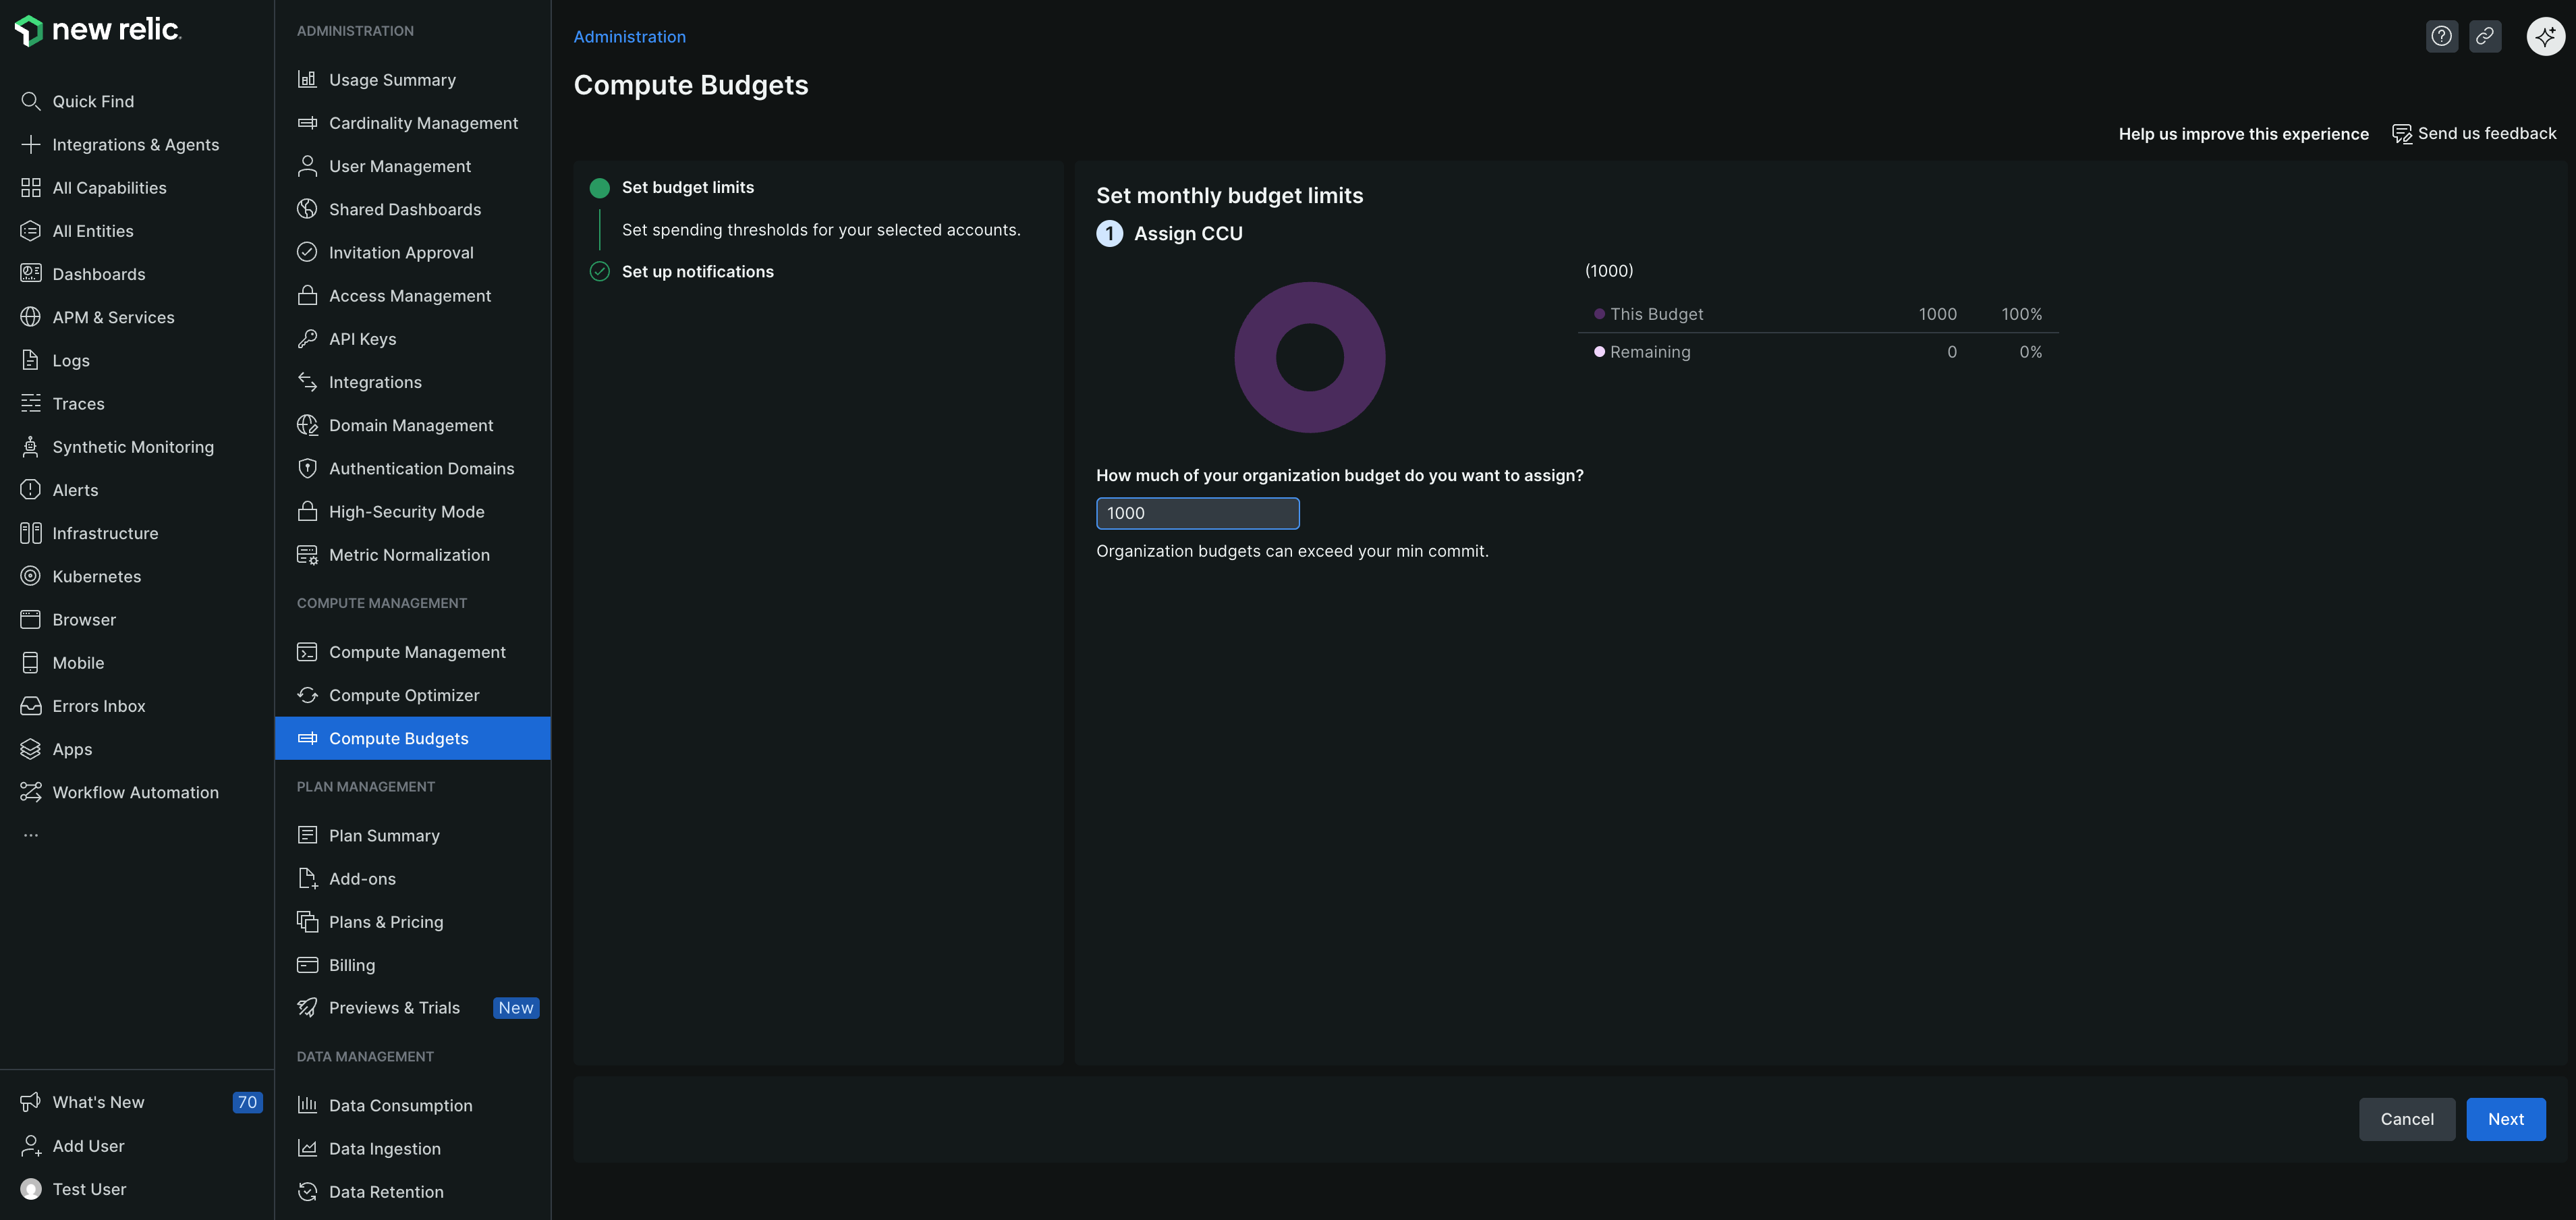 new relic.
Quick Find
Integrations & Agents
All Capabilities
All Entities
Dashboards
APM & Services
Logs
Traces
Synthetic Monitoring
Alerts
Infrastructure
Kubernetes
Browser
Mobile
Errors Inbox
Apps
Workflow Automation
...
What's New 70
Add User
Test User
ADMINISTRATION
Usage Summary
Cardinality Management
User Management
Shared Dashboards
Invitation Approval
Access Management
API Keys
Integrations
Domain Management
Authentication Domains
High-Security Mode
Metric Normalization
COMPUTE MANAGEMENT
Compute Management
Compute Optimizer
Compute Budgets
PLAN MANAGEMENT
Plan Summary
Add-ons
Plans & Pricing
Billing
Previews & Trials New
DATA MANAGEMENT
Data Consumption
Data Ingestion
Data Retention
Administration
Compute Budgets
Help us improve this experience Send us feedback
Set budget limits
Set spending thresholds for your selected accounts.
Set up notifications
Set monthly budget limits
1 Assign CCU
(1000)
This Budget 1000 100%
Remaining 0 0%
How much of your organization budget do you want to assign?
1000
Organization budgets can exceed your min commit.
Cancel Next